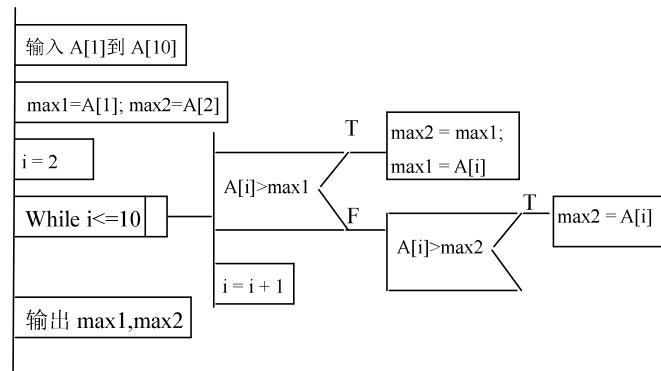 输入 A[1]到 A[10]
max1=A[1]; max2=A[2]
i = 2
While i<=10
A[i]>max1
T
max2 = max1;
max1 = A[i]
F
A[i]>max2
T
max2 = A[i]
i = i + 1
输出 max1,max2